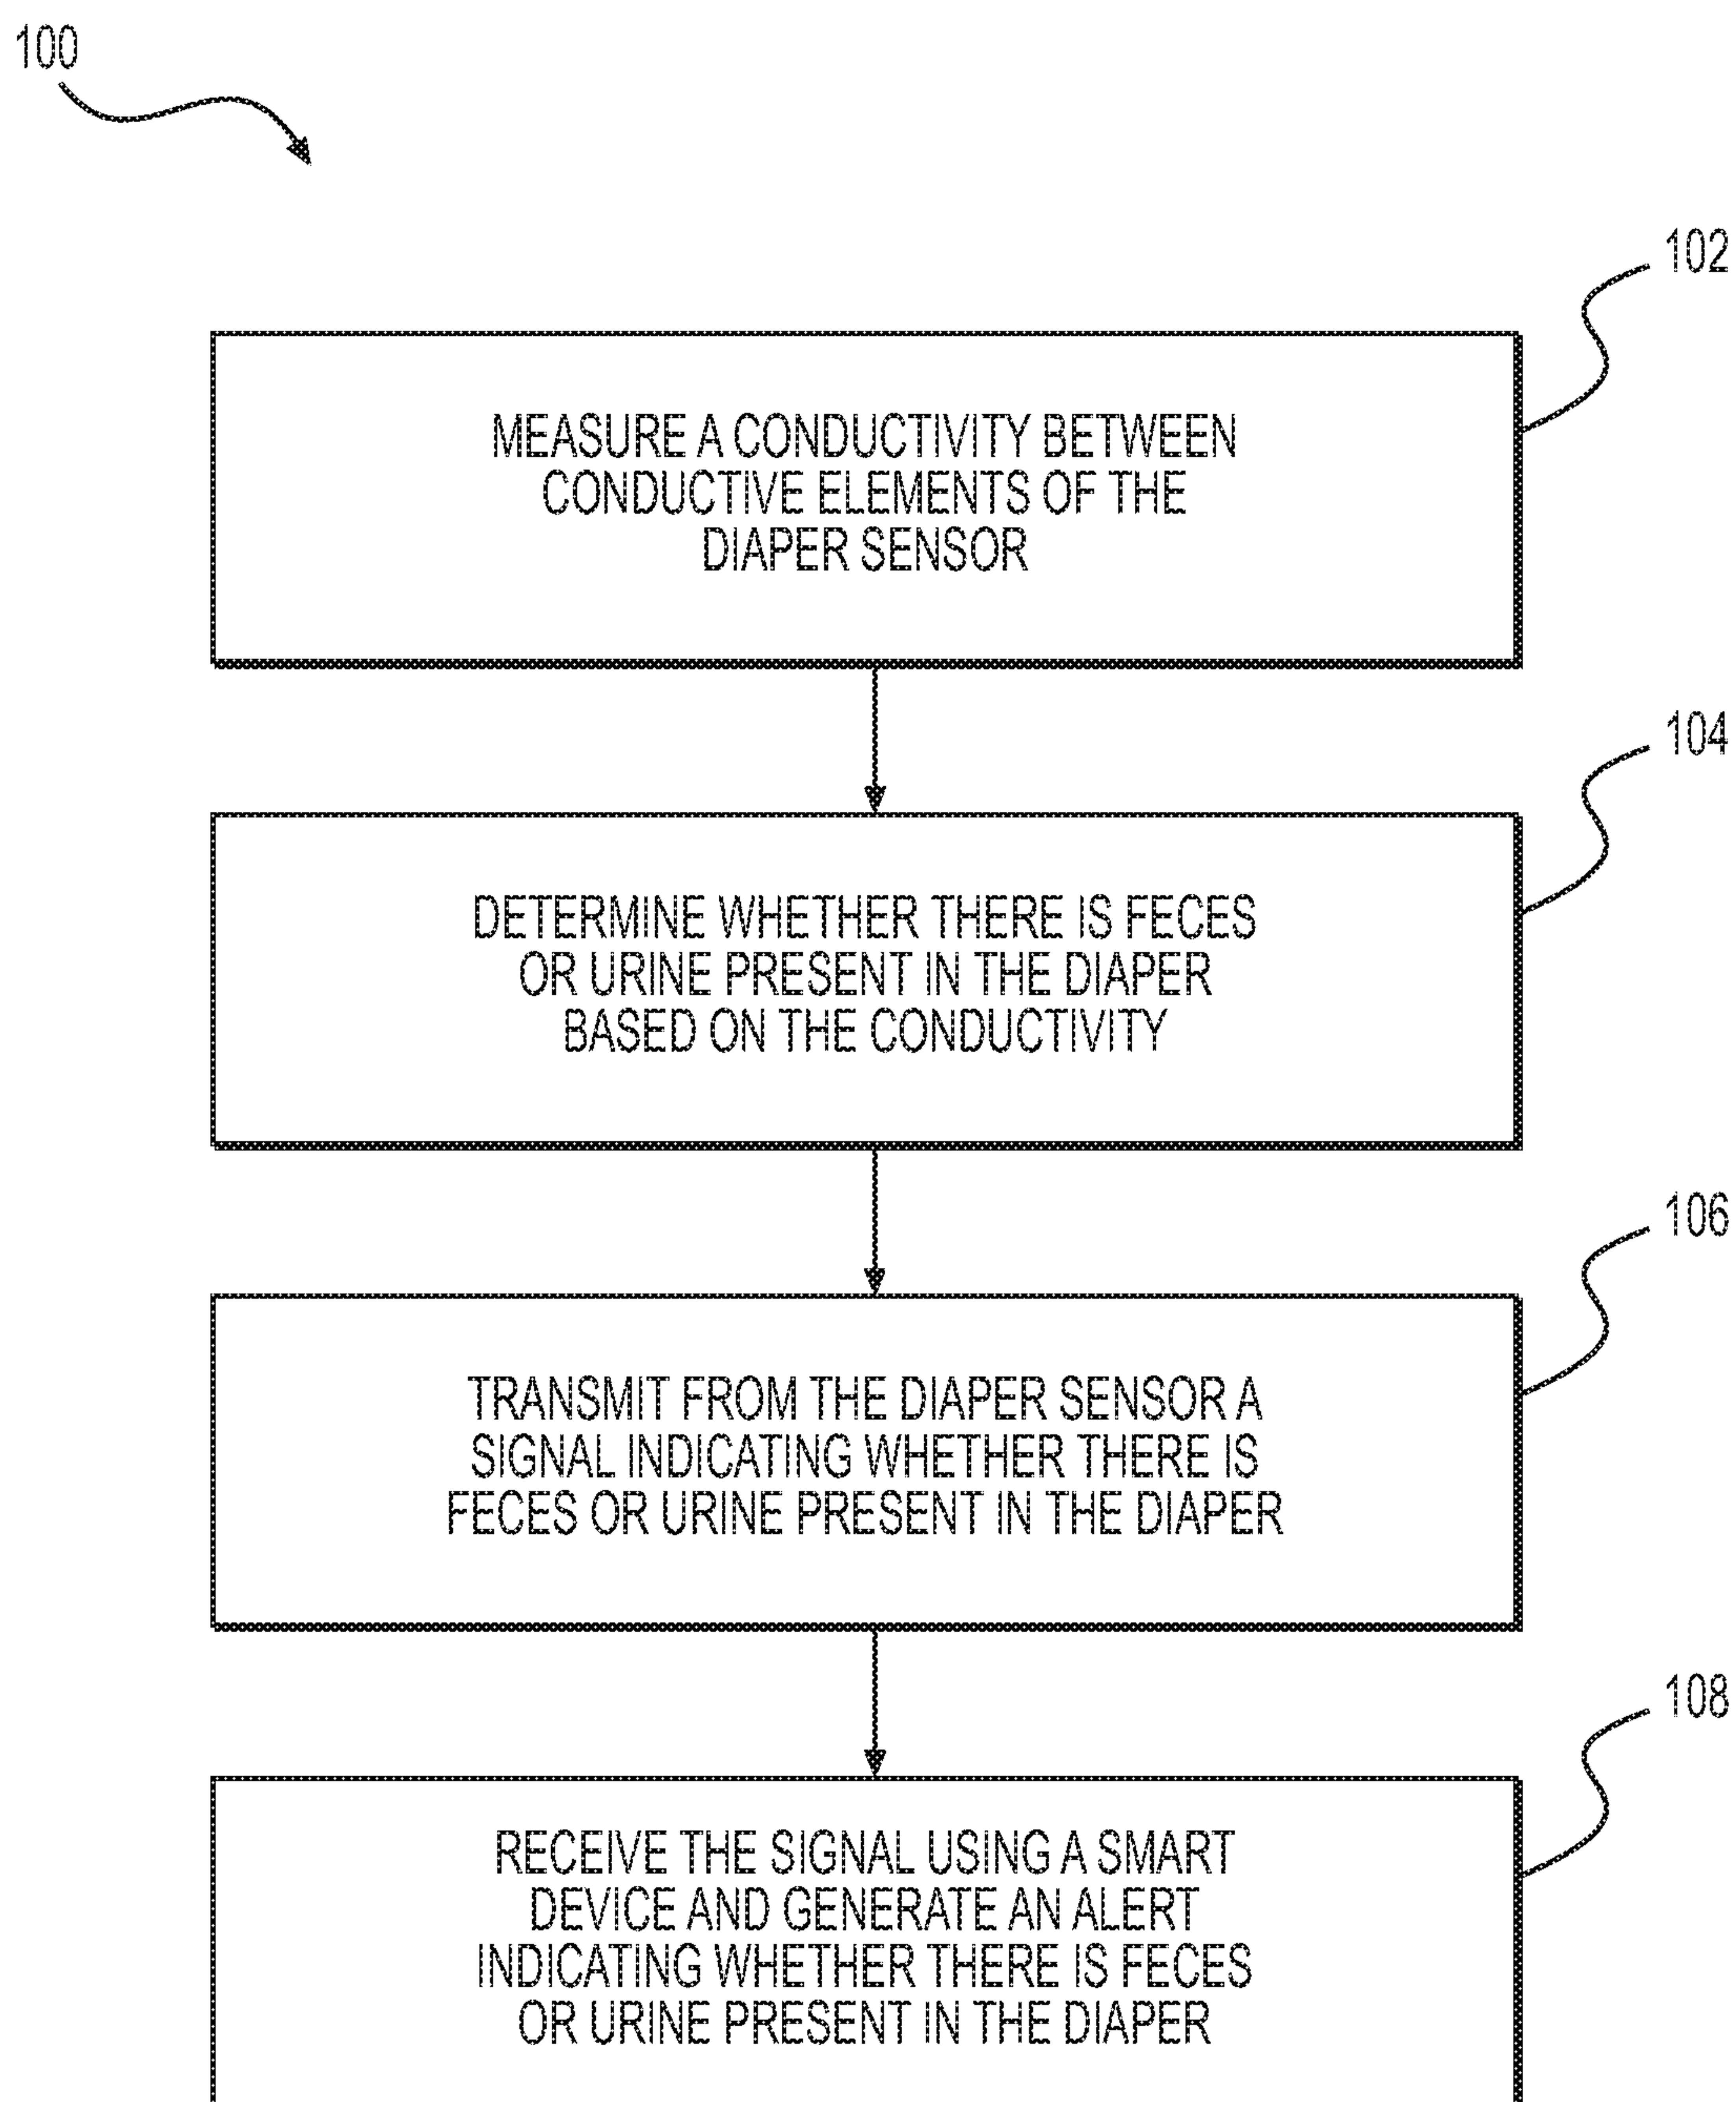 100
102
MEASURE A CONDUCTIVITY BETWEEN
CONDUCTIVE ELEMENTS OF THE
DIAPER SENSOR
104
DETERMINE WHETHER THERE IS FECES
OR URINE PRESENT IN THE DIAPER
BASED ON THE CONDUCTIVITY
106
TRANSMIT FROM THE DIAPER SENSOR A
SIGNAL INDICATING WHETHER THERE IS
FECES OR URINE PRESENT IN THE DIAPER
108
RECEIVE THE SIGNAL USING A SMART
DEVICE AND GENERATE AN ALERT
INDICATING WHETHER THERE IS FECES
OR URINE PRESENT IN THE DIAPER